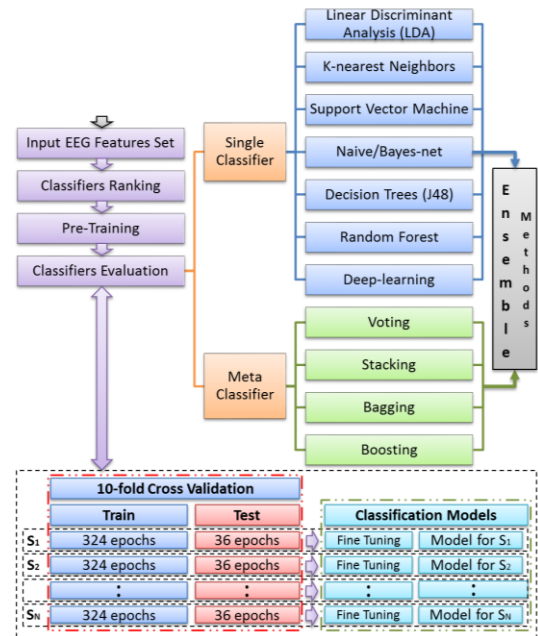 Linear Discriminant
Analysis (LDA)
K-nearest Neighbors
Support Vector Machine
Naive/Bayes-net
Decision Trees (J48)
Random Forest
Deep-learning
Input EEG Features Set
Classifiers Ranking
Pre-Training
Classifiers Evaluation
Single
Classifier
Meta
Classifier
Voting
Stacking
Bagging
Boosting
Ensemble
Methods
10-fold Cross Validation
Train Test Classification Models
S1 324 epochs 36 epochs Fine Tuning Model for S1
S2 324 epochs 36 epochs Fine Tuning Model for S2
: : : :
SN 324 epochs 36 epochs Fine Tuning Model for SN